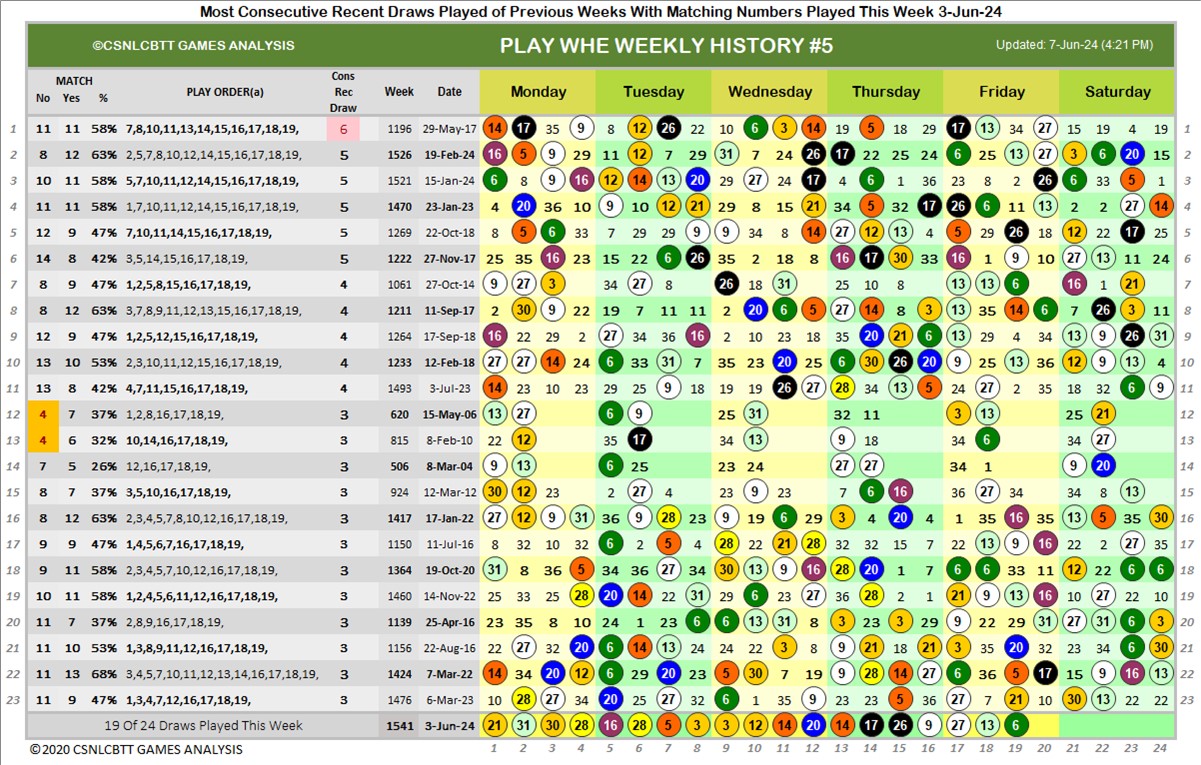 Most Consecutive Recent Draws Played of Previous Weeks With Matching Numbers Played This Week 3-Jun-24
©CSNLCBTT GAMES ANALYSIS PLAY WHE WEEKLY HISTORY #5 Updated: 7-Jun-24 (4:21 PM)
MATCH Cons
No Yes % PLAY ORDER(a) Rec Week Date Monday Tuesday Wednesday Thursday Friday Saturday
Draw
1 11 11 58% 7,8,10,11,13,14,15,16,17,18,19, 6 1196 29-May-17 14 17 35 9 8 12 26 22 10 6 3 14 19 5 18 29 17 13 34 27 15 19 4 19 1
2 8 12 63% 2,5,7,8,10,12,14,15,16,17,18,19, 5 1526 19-Feb-24 16 5 9 29 11 12 7 29 31 7 24 26 17 22 25 24 6 25 13 27 3 6 20 15 2
3 10 11 58% 5,7,10,11,12,14,15,16,17,18,19, 5 1521 15-Jan-24 6 8 9 16 12 14 13 20 29 27 24 17 4 6 1 36 23 8 2 26 6 33 5 1 3
4 11 11 58% 1,7,10,11,12,14,15,16,17,18,19, 5 1470 23-Jan-23 4 20 36 10 9 10 12 21 29 8 15 21 34 5 32 17 26 6 11 13 2 2 27 14 4
5 12 9 47% 7,10,11,14,15,16,17,18,19, 5 1269 22-Oct-18 8 5 6 33 7 29 29 9 9 34 8 14 27 12 13 4 5 29 26 18 12 22 17 25 5
6 14 8 42% 3,5,14,15,16,17,18,19, 5 1222 27-Nov-17 25 35 16 23 15 22 6 26 35 2 18 8 16 17 30 33 16 1 9 10 27 13 11 24 6
7 8 9 47% 1,2,5,8,15,16,17,18,19, 4 1061 27-Oct-14 9 27 3 34 27 8 26 18 31 25 10 8 13 13 6 16 1 21 7
8 8 12 63% 3,7,8,9,11,12,13,15,16,17,18,19, 4 1211 11-Sep-17 2 30 9 22 19 7 11 11 2 20 6 5 27 14 8 3 13 35 14 6 7 26 3 11 8
9 12 9 47% 1,2,5,12,15,16,17,18,19, 4 1264 17-Sep-18 16 22 29 2 27 34 36 16 2 10 23 18 35 20 21 6 13 29 4 34 13 9 26 31 9
10 13 10 53% 2,3,10,11,12,15,16,17,18,19, 4 1233 12-Feb-18 27 27 14 24 6 33 31 7 35 23 20 25 6 30 26 20 9 25 13 36 12 9 13 4 10
11 13 8 42% 4,7,11,15,16,17,18,19, 4 1493 3-Jul-23 14 23 10 23 29 25 9 18 19 19 26 27 28 34 13 5 24 27 2 35 18 32 6 9 11
12 4 7 37% 1,2,8,16,17,18,19, 3 620 15-May-06 13 27 6 9 25 31 32 11 3 13 25 21 12
13 4 6 32% 10,14,16,17,18,19, 3 815 8-Feb-10 22 12 35 17 34 13 9 18 34 6 34 27 13
14 7 5 26% 12,16,17,18,19, 3 506 8-Mar-04 9 13 6 25 23 24 27 27 34 1 9 20 14
15 8 7 37% 3,5,10,16,17,18,19, 3 924 12-Mar-12 30 12 23 2 27 4 23 9 23 7 6 16 36 27 34 34 8 13 15
16 8 12 63% 2,3,4,5,7,8,11,12,16,17,18,19, 3 1417 17-Jan-22 27 12 9 31 36 9 28 23 9 19 6 29 3 4 20 4 1 35 16 35 13 5 35 30 16
17 9 9 47% 1,4,5,6,7,16,17,18,19, 3 1150 11-Jul-16 8 32 10 32 6 2 5 4 28 22 21 28 32 32 15 7 22 13 9 16 22 2 27 35 17
18 9 11 58% 2,3,4,5,7,10,12,16,17,18,19, 3 1364 19-Oct-20 31 8 36 5 34 36 27 34 30 13 9 16 28 20 1 7 6 6 33 11 12 22 6 6 18
19 10 11 58% 1,2,4,5,6,11,12,16,17,18,19, 3 1460 14-Nov-22 25 33 25 28 20 14 22 31 29 6 23 27 36 28 2 1 21 9 13 16 10 27 22 10 19
20 11 7 37% 2,8,9,16,17,18,19, 3 1139 25-Apr-16 23 35 8 10 24 1 23 6 6 13 31 8 3 23 3 29 9 22 29 31 27 31 6 3 20
21 11 10 53% 1,3,8,9,11,12,16,17,18,19, 3 1156 22-Aug-16 22 27 32 20 6 14 13 24 24 22 3 8 9 21 18 21 3 35 20 32 23 34 6 30 21
22 11 13 68% 3,4,5,7,10,11,12,13,14,16,17,18,19, 3 1424 7-Mar-22 14 34 20 12 6 29 20 23 5 30 7 19 9 28 14 27 6 36 5 17 15 9 16 13 22
23 11 9 47% 1,3,4,7,12,16,17,18,19, 3 1476 6-Mar-23 10 28 27 34 20 25 27 32 6 1 35 9 23 22 5 36 27 7 21 10 30 13 22 22 23
19 Of 24 Draws Played This Week 1541 3-Jun-24 21 31 30 28 16 28 5 3 3 12 14 20 14 17 26 9 27 13 6
© 2020 CSNLCBTT GAMES ANALYSIS 1 2 3 4 5 6 7 8 9 10 11 12 13 14 15 16 17 18 19 20 21 22 23 24